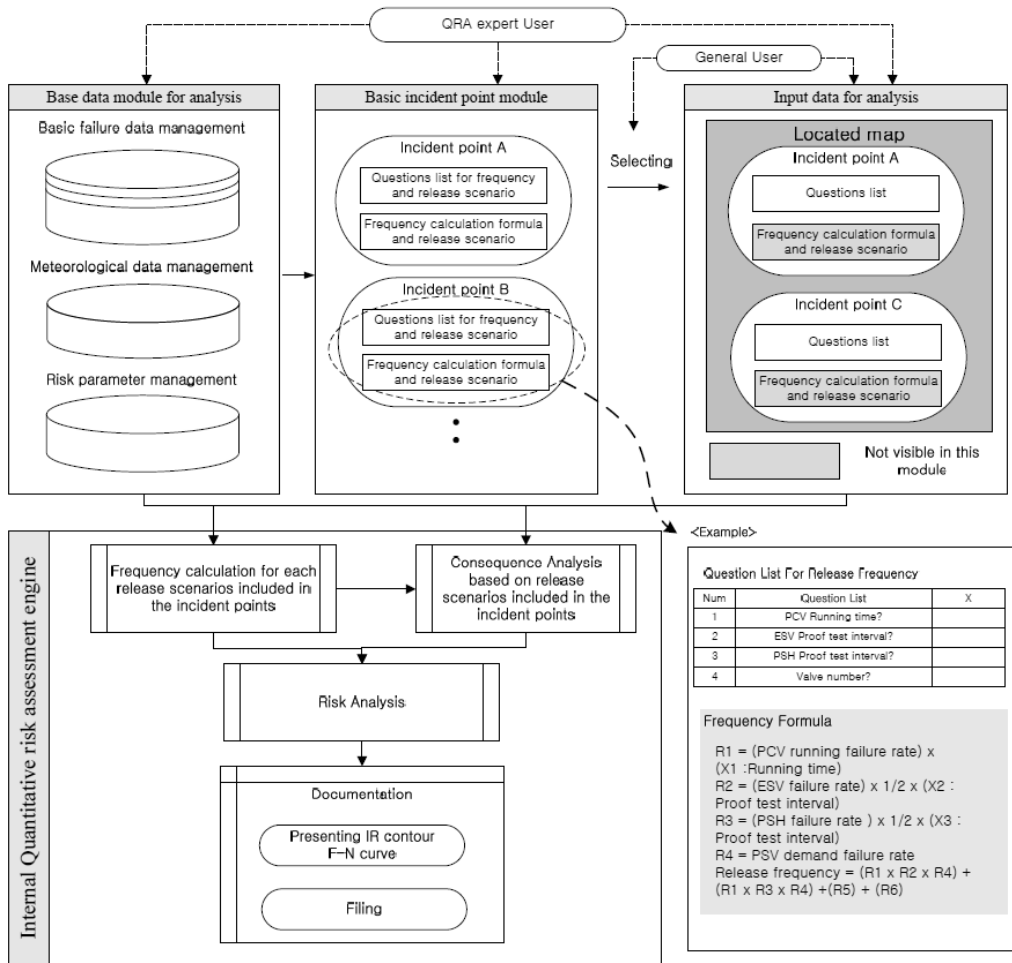 QRA expert User
General User
Base data module for analysis
Basic failure data management
Meteorological data management
Risk parameter management
Basic incident point module
Incident point A
Questions list for frequency
and release scenario
Frequency calculation formula
and release scenario
Incident point B
Questions list for frequency
and release scenario
Frequency calculation formula
and release scenario
Selecting
Input data for analysis
Located map
Incident point A
Questions list
Frequency calculation formula
and release scenario
Incident point C
Questions list
Frequency calculation formula
and release scenario
Not visible in this
module
Internal Quantitative risk assessment engine
Frequency calculation for each
release scenarios included in
the incident points
Consequence Analysis
based on release
scenarios included in the
incident points
Risk Analysis
Documentation
Presenting IR contour
F-N curve
Filing
<Example>
Question List For Release Frequency
Num Question List X
1 PCV Running time?
2 ESV Proof test interval?
3 PSH Proof test interval?
4 Valve number?
Frequency Formula
R1 = (PCV running failure rate) x
(X1 :Running time)
R2 = (ESV failure rate) x 1/2 x (X2 :
Proof test interval)
R3 = (PSH failure rate ) x 1/2 x (X3 :
Proof test interval)
R4 = PSV demand failure rate
Release frequency = (R1 x R2 x R4) +
(R1 x R3 x R4) +(R5) + (R6)